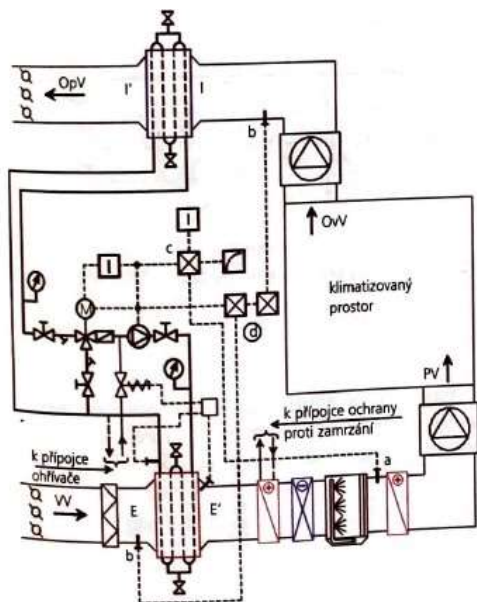 OpV
I'
I
b
OvV
I
c
I
M
d
klimatizovaný
prostor
PV
k přípojce ochrany
proti zamrzání
k přípojce
ohřívače
VV
E
E'
a
b